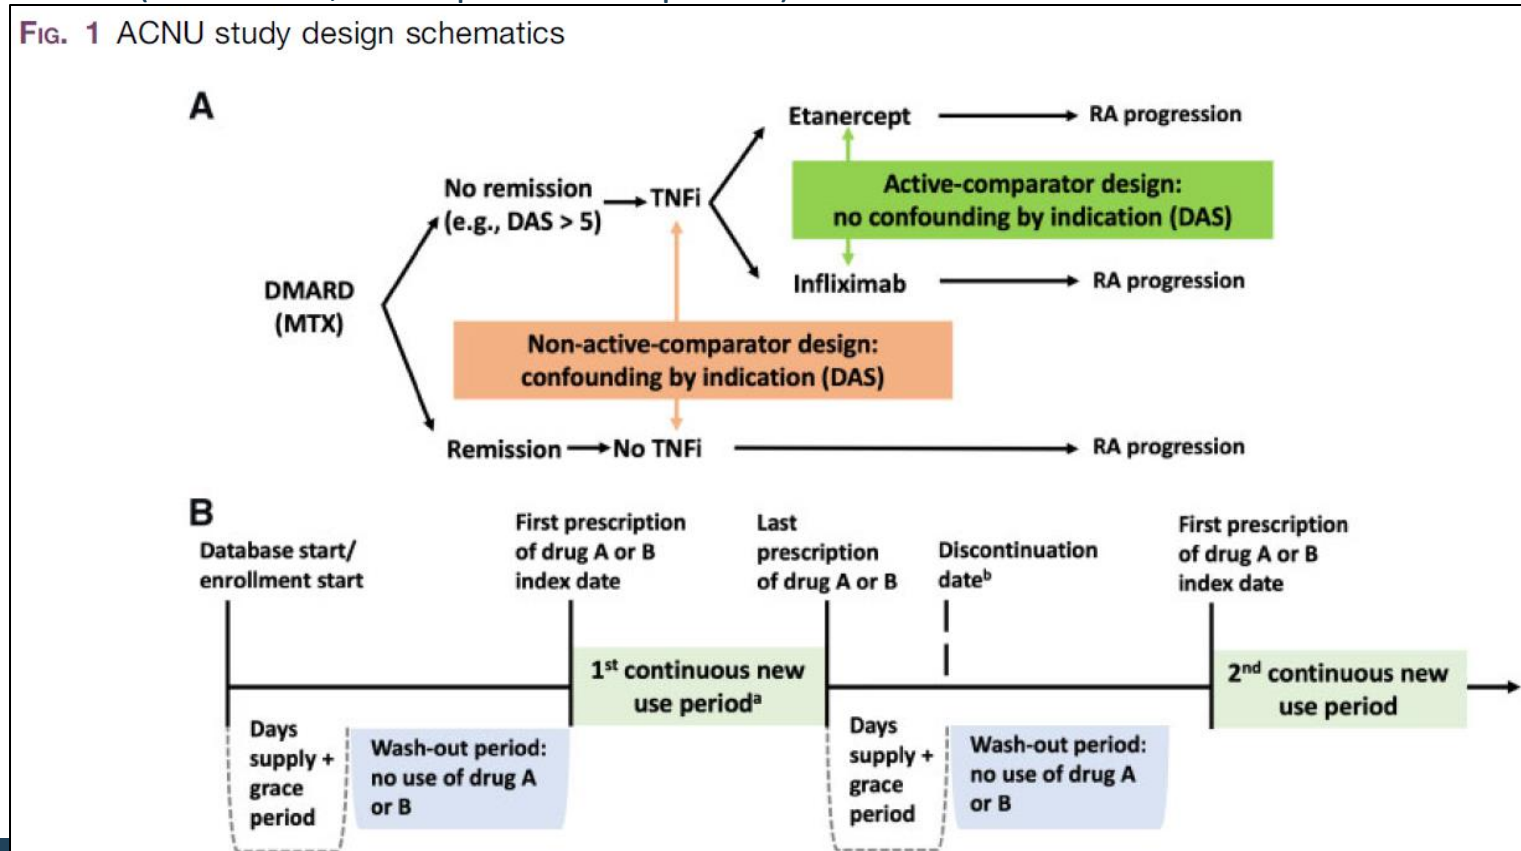 FIG. 1 ACNU study design schematics
A
Etanercept
RA progression
Active-comparator design:
no confounding by indication (DAS)
No remission
(e.g., DAS > 5)
TNFi
Infliximab
RA progression
DMARD
(MTX)
Non-active-comparator design:
confounding by indication (DAS)
Remission
No TNFi
RA progression
B
Database start/
enrollment start
First prescription
of drug A or B
index date
Last
prescription
of drug A or B
Discontinuation
dateᵇ
First prescription
of drug A or B
index date
1ˢᵗ continuous new
use periodᵃ
2ⁿᵈ continuous new
use period
Days
supply +
grace
period
Wash-out period:
no use of drug A
or B
Days
supply +
grace
period
Wash-out period:
no use of drug A
or B